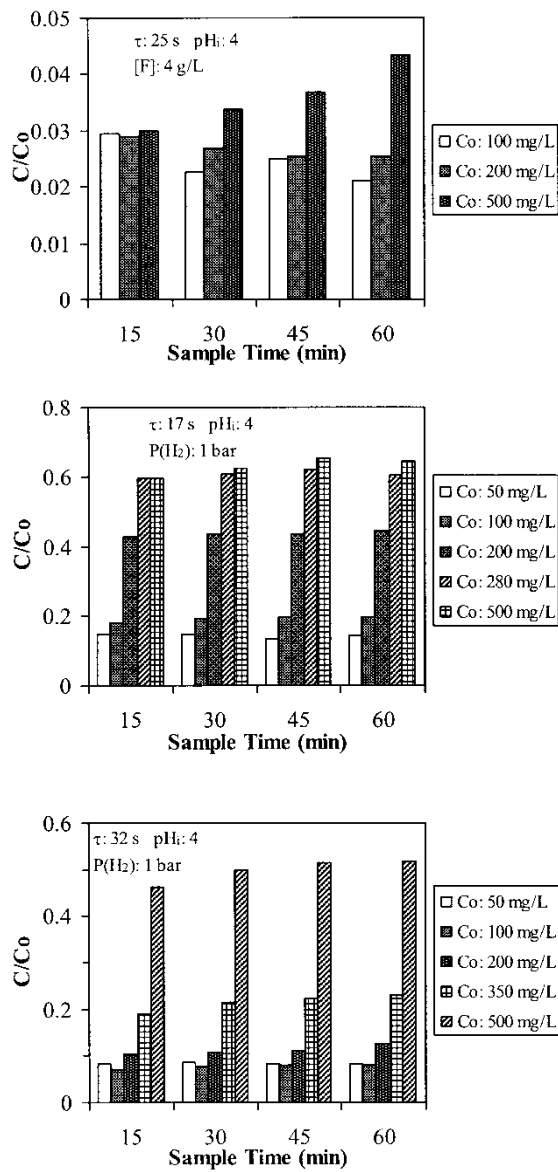 τ: 25 s pHi: 4
[F]: 4 g/L
0.05
0.04
0.03
0.02
0.01
0
C/Co
15 30 45 60
Sample Time (min)
Co: 100 mg/L
Co: 200 mg/L
Co: 500 mg/L
τ: 17 s pHi: 4
P(H2): 1 bar
0.8
0.6
0.4
0.2
0
C/Co
15 30 45 60
Sample Time (min)
Co: 50 mg/L
Co: 100 mg/L
Co: 200 mg/L
Co: 280 mg/L
Co: 500 mg/L
τ: 32 s pHi: 4
P(H2): 1 bar
0.6
0.4
0.2
0
C/Co
15 30 45 60
Sample Time (min)
Co: 50 mg/L
Co: 100 mg/L
Co: 200 mg/L
Co: 350 mg/L
Co: 500 mg/L